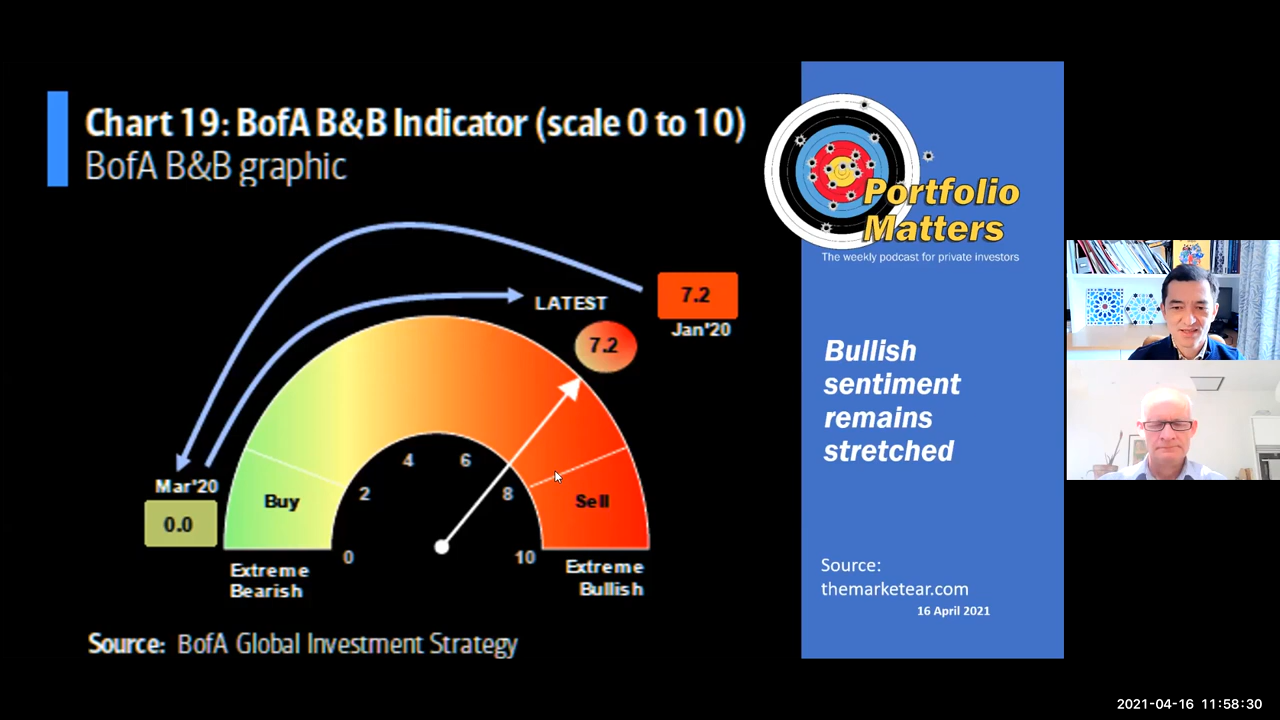 Chart 19: BofA B&B Indicator (scale 0 to 10)
BofA B&B graphic
7.2
Jan'20
LATEST
7.2
Mar'20
0.0
Buy
Sell
0
2
4
6
8
10
Extreme
Bearish
Extreme
Bullish
Source: BofA Global Investment Strategy
Portfolio
Matters
The weekly podcast for private investors
Bullish
sentiment
remains
stretched
Source:
themarketear.com
16 April 2021
2021-04-16 11:58:30